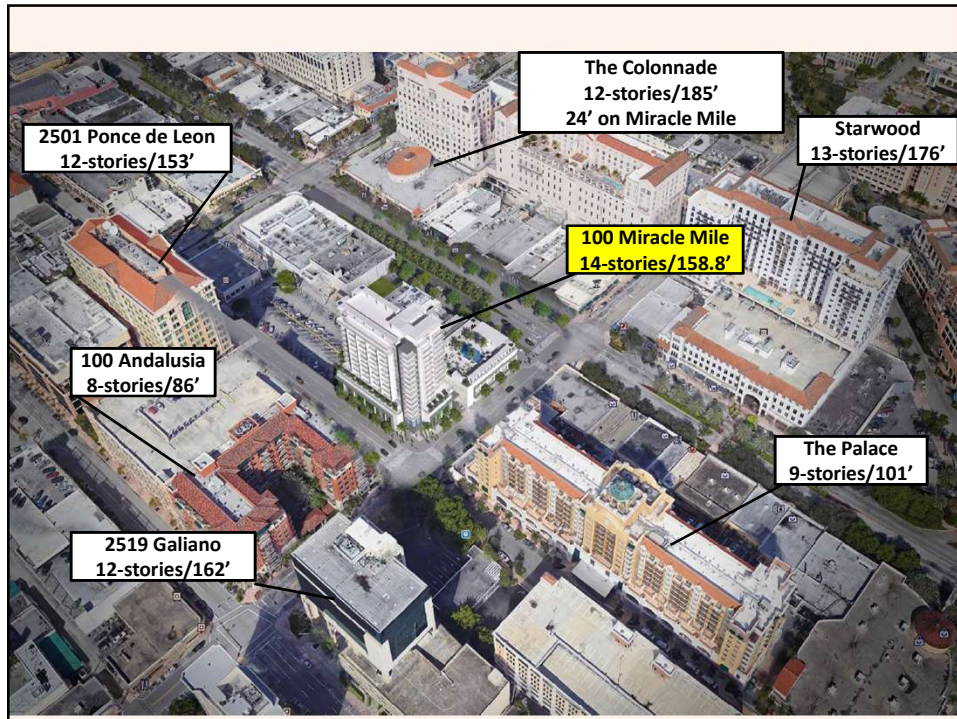 The Colonnade
12-stories/185’
24’ on Miracle Mile
2501 Ponce de Leon
12-stories/153’
Starwood
13-stories/176’
100 Miracle Mile
14-stories/158.8’
100 Andalusia
8-stories/86’
The Palace
9-stories/101’
2519 Galiano
12-stories/162’